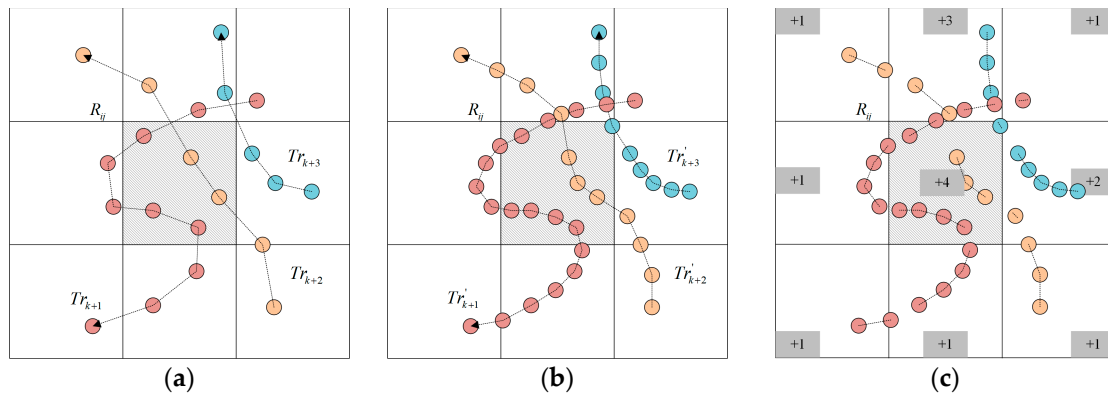 R_ij
Tr_k+3
Tr_k+2
Tr_k+1
(a)
R_ij
Tr'_k+3
Tr'_k+2
Tr'_k+1
(b)
+1 +3 +1
R_ij
+1 +4 +2
+1 +1 +1
(c)